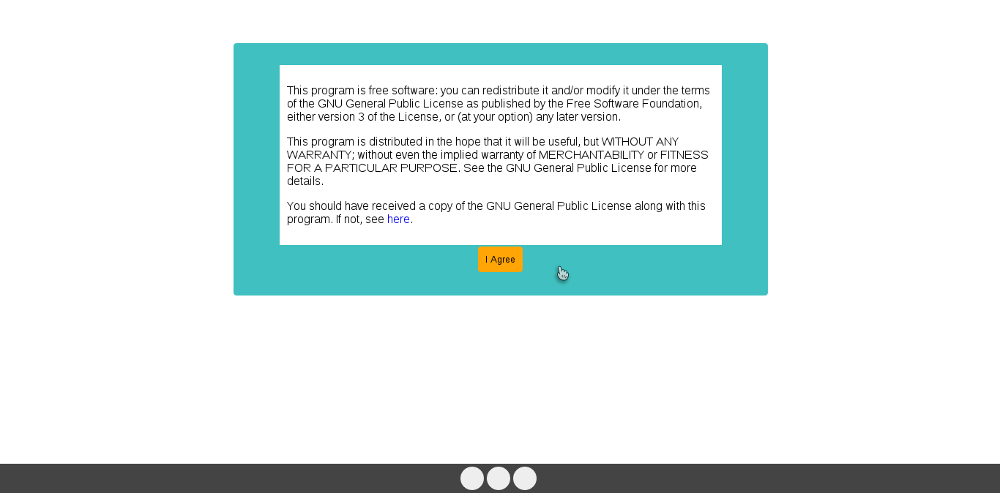 This program is free software: you can redistribute it and/or modify it under the terms
of the GNU General Public License as published by the Free Software Foundation,
either version 3 of the License, or (at your option) any later version.
This program is distributed in the hope that it will be useful, but WITHOUT ANY
WARRANTY; without even the implied warranty of MERCHANTABILITY or FITNESS
FOR A PARTICULAR PURPOSE. See the GNU General Public License for more
details.
You should have received a copy of the GNU General Public License along with this
program. If not, see here.
I Agree